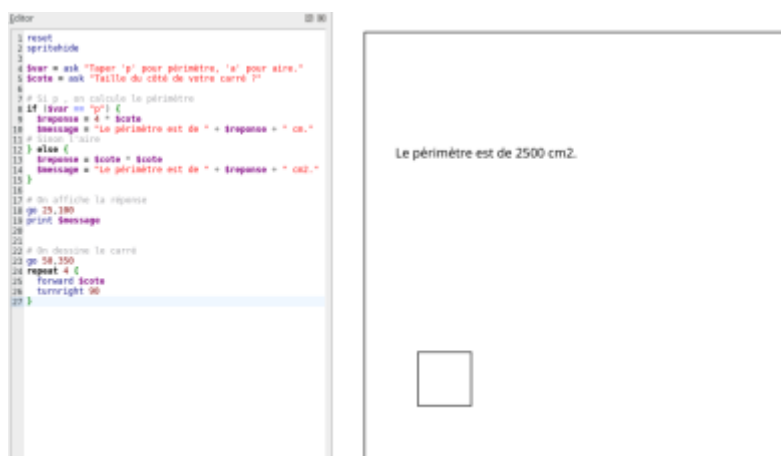 Editor
1 reset
2 spritehide
3
4 $var = ask "Taper 'p' pour périmètre, 'a' pour aire."
5 $cote = ask "Taille du côté de votre carré ?"
6
7 # Si p , on calcule le périmètre
8 if ($var == "p") {
9 $reponse = 4 * $cote
10 $message = "Le périmètre est de " + $reponse + " cm."
11 # Sinon l'aire
12 } else {
13 $reponse = $cote * $cote
14 $message = "Le périmètre est de " + $reponse + " cm2."
15 }
16
17 # On affiche la réponse
18 go 25,100
19 print $message
20
21
22 # On dessine le carré
23 go 50,350
24 repeat 4 {
25 forward $cote
26 turnright 90
27 }
Le périmètre est de 2500 cm2.